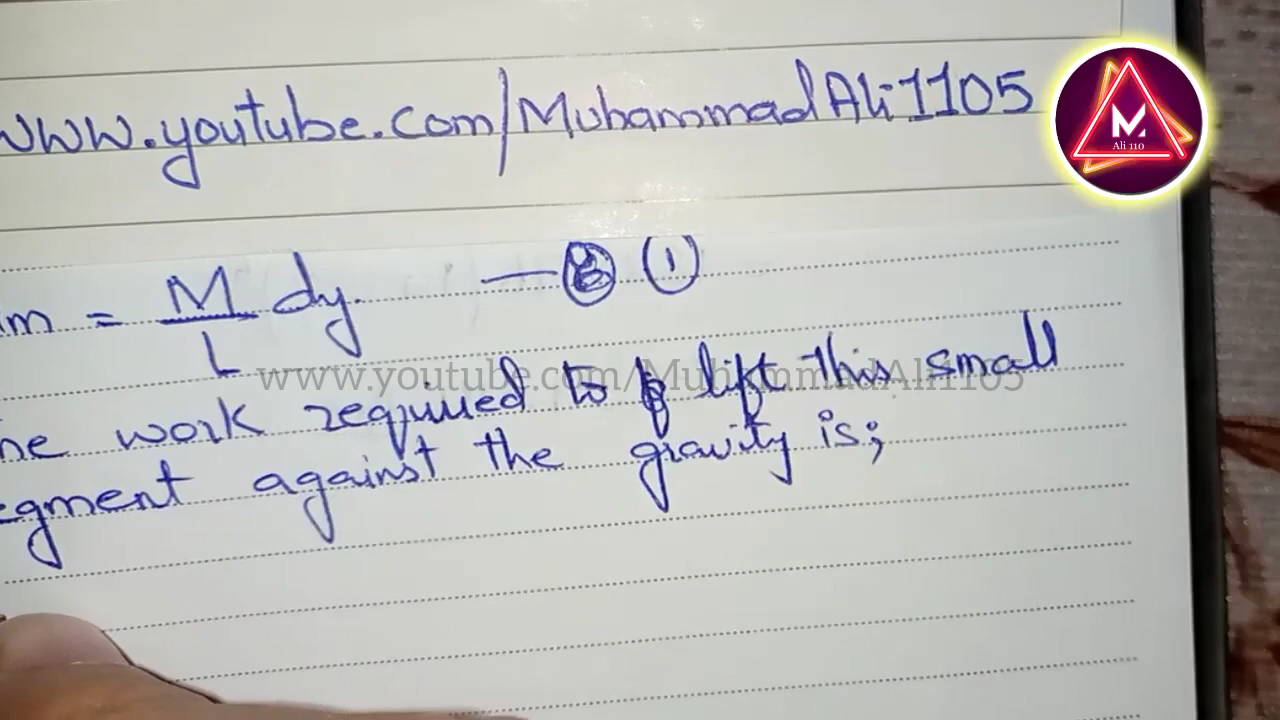 www.youtube.com/MuhammadAli1105
M
Ali 110
m = M/L dy. — ①
www.youtube.com/MuhammadAli1105
he work required to lift this small
egment against the gravity is;